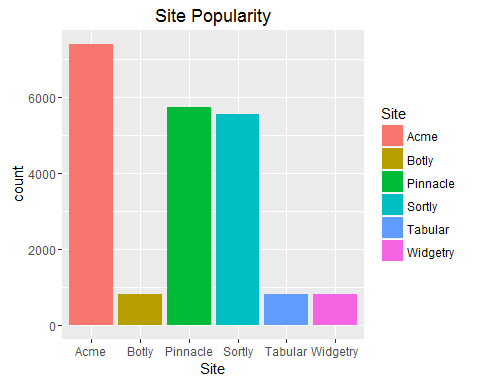 Site Popularity
count
6000
4000
2000
0
Acme Botly Pinnacle Sortly Tabular Widgetry
Site
Site
Acme
Botly
Pinnacle
Sortly
Tabular
Widgetry